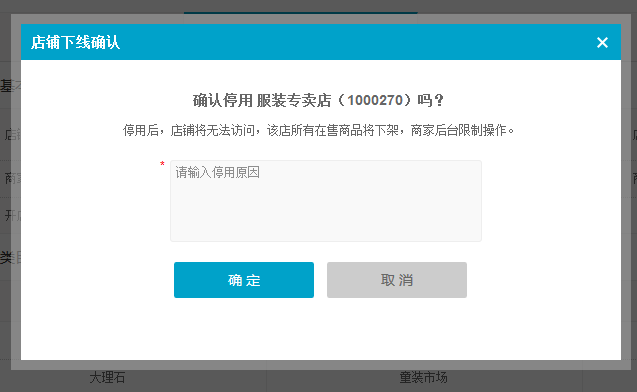 店铺下线确认
×
基本
确认停用 服装专卖店（1000270）吗？
停用后，店铺将无法访问，该店所有在售商品将下架，商家后台限制操作。
店铺
* 请输入停用原因
商家
开店
类目
确 定 取 消
大理石 童装市场